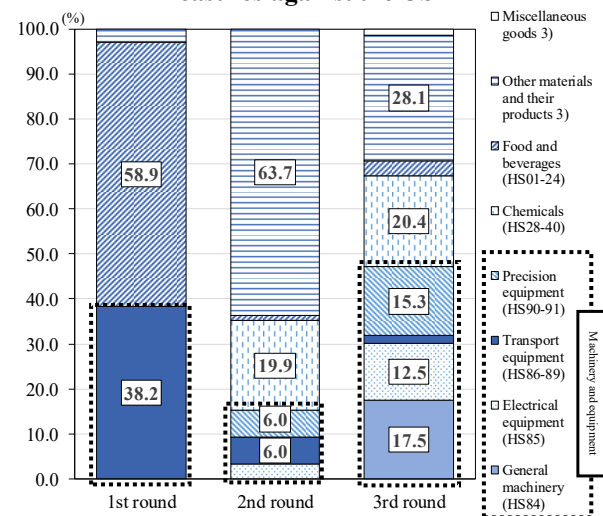 (%)
100.0
90.0
80.0
70.0
60.0
50.0
40.0
30.0
20.0
10.0
0.0
58.9
38.2
63.7
19.9
6.0
6.0
28.1
20.4
15.3
12.5
17.5
1st round
2nd round
3rd round
Miscellaneous
goods 3)
Other materials
and their
products 3)
Food and
beverages
(HS01-24)
Chemicals
(HS28-40)
Precision
equipment
(HS90-91)
Transport
equipment
(HS86-89)
Electrical
equipment
(HS85)
General
machinery
(HS84)
Machinery and equipment